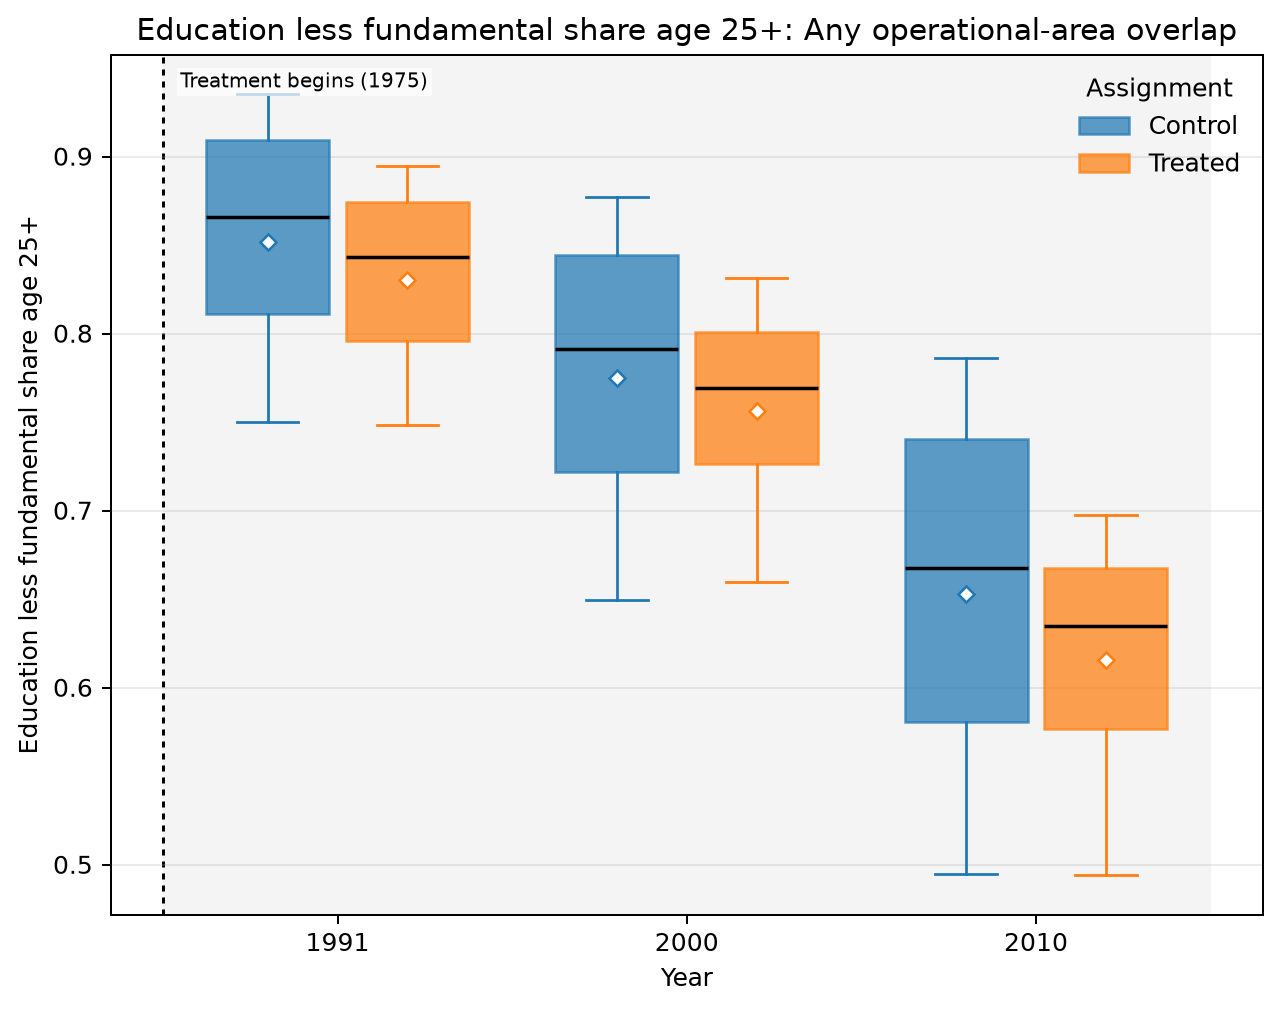 Education less fundamental share age 25+: Any operational-area overlap
Treatment begins (1975)
Assignment
Control
Treated
Education less fundamental share age 25+
0.9
0.8
0.7
0.6
0.5
1991
2000
2010
Year